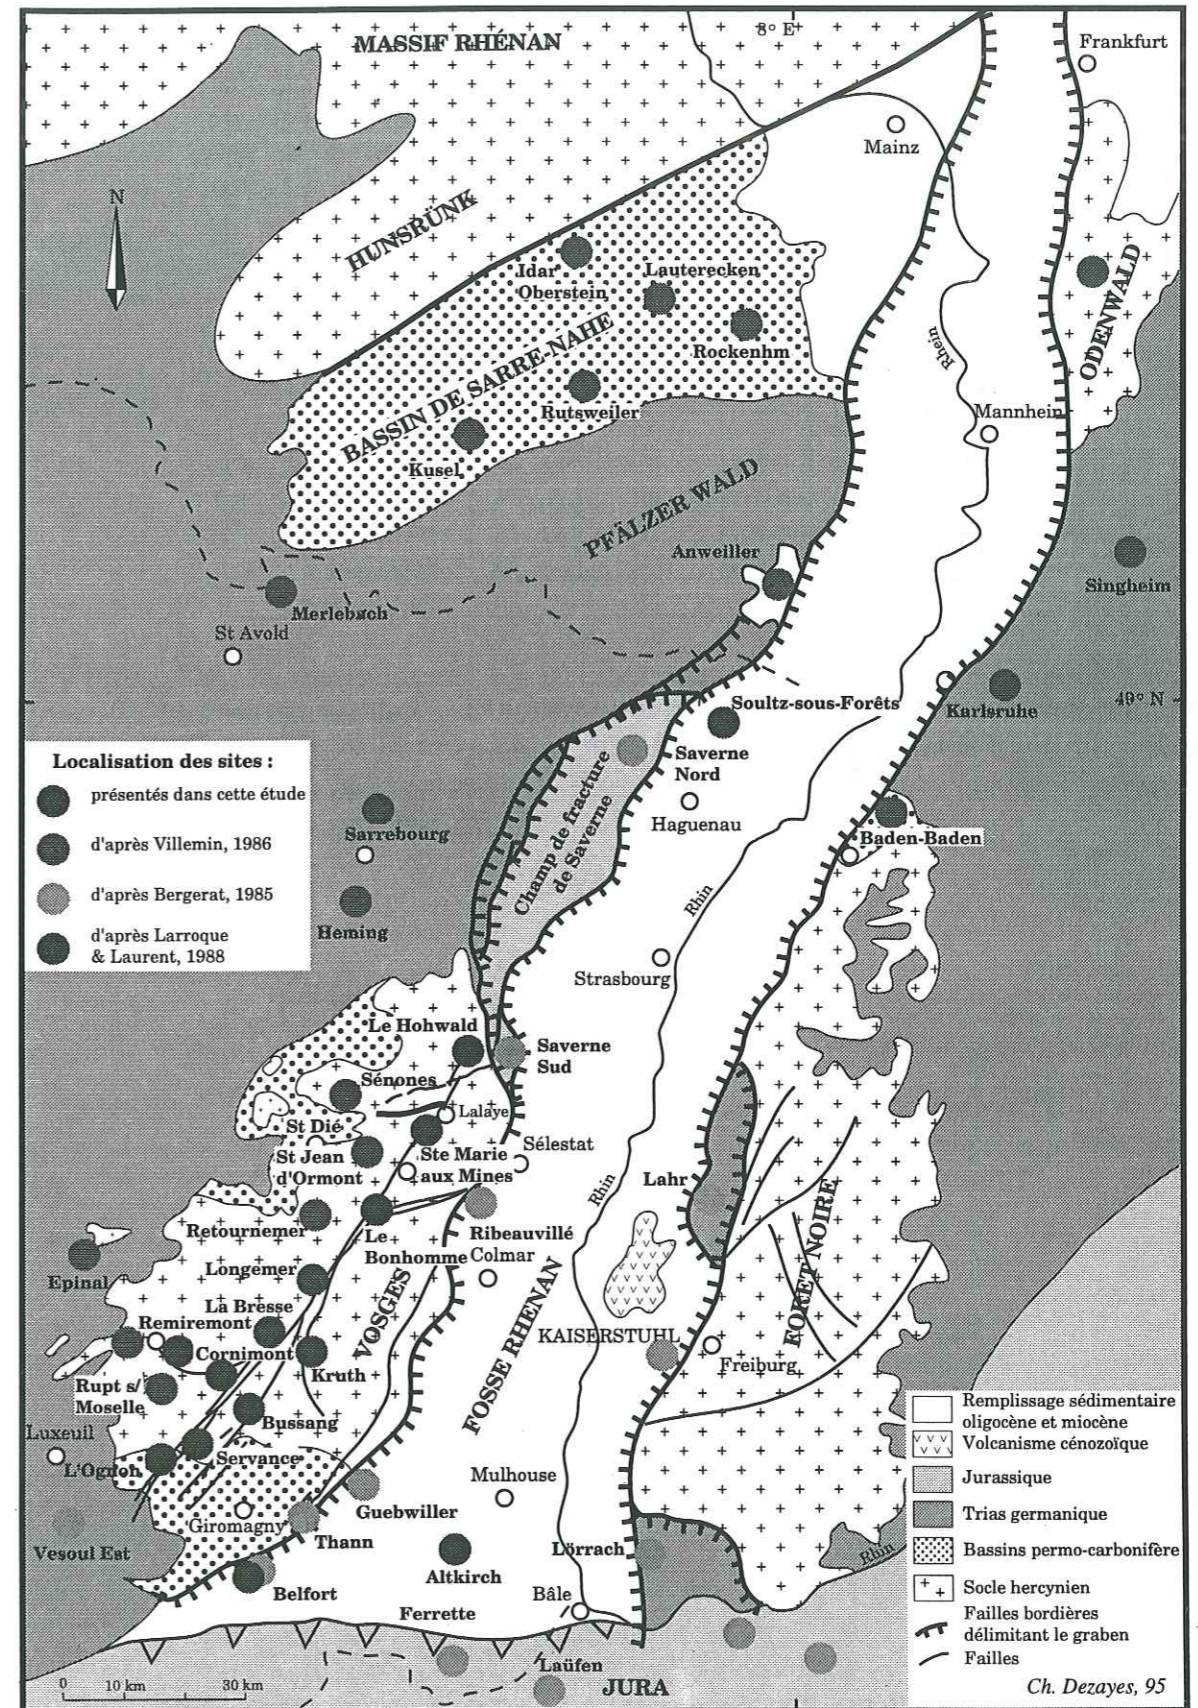 MASSIF RHÉNAN
8° E
Frankfurt
Mainz
N
HUNSRÜNK
Idar
Oberstein
Lauterecken
Rockenhm
ODENWALD
BASSIN DE SARRE-NAHE
Rhein
Rutsweiler
Mannhein
Kusel
PFÄLZER WALD
Anweiller
Singheim
Merlebach
St Avold
Soultz-sous-Forêts
Karlsruhe
49° N
Saverne
Nord
Haguenau
Champ de fracture
de Saverne
Baden-Baden
Localisation des sites :
présentés dans cette étude
d'après Villemin, 1986
d'après Bergerat, 1985
d'après Larroque
& Laurent, 1988
Sarrebourg
Heming
Rhin
Strasbourg
Le Hohwald
Saverne
Sud
Sénones
Lalaye
St Dié
St Jean
d'Ormont
Ste Marie
aux Mines
Sélestat
Lahr
Rhin
Retournemer
Le
Bonhomme
Ribeauvillé
Colmar
FORET NOIRE
Epinal
Longemer
VOSGES
La Bresse
Remiremont
Cornimont
Kruth
FOSSE RHENAN
KAISERSTUHL
Freiburg
Rupt s/
Moselle
Bussang
Luxeuil
L'Ognon
Servance
Mulhouse
Giromagny
Guebwiller
Thann
Vesoul Est
Altkirch
Lörrach
Rhin
Belfort
Ferrette
Bâle
Laüfen
JURA
0 10 km 30 km
Remplissage sédimentaire
oligocène et miocène
Volcanisme cénozoïque
Jurassique
Trias germanique
Bassins permo-carbonifère
Socle hercynien
Failles bordières
délimitant le graben
Failles
Ch. Dezayes, 95